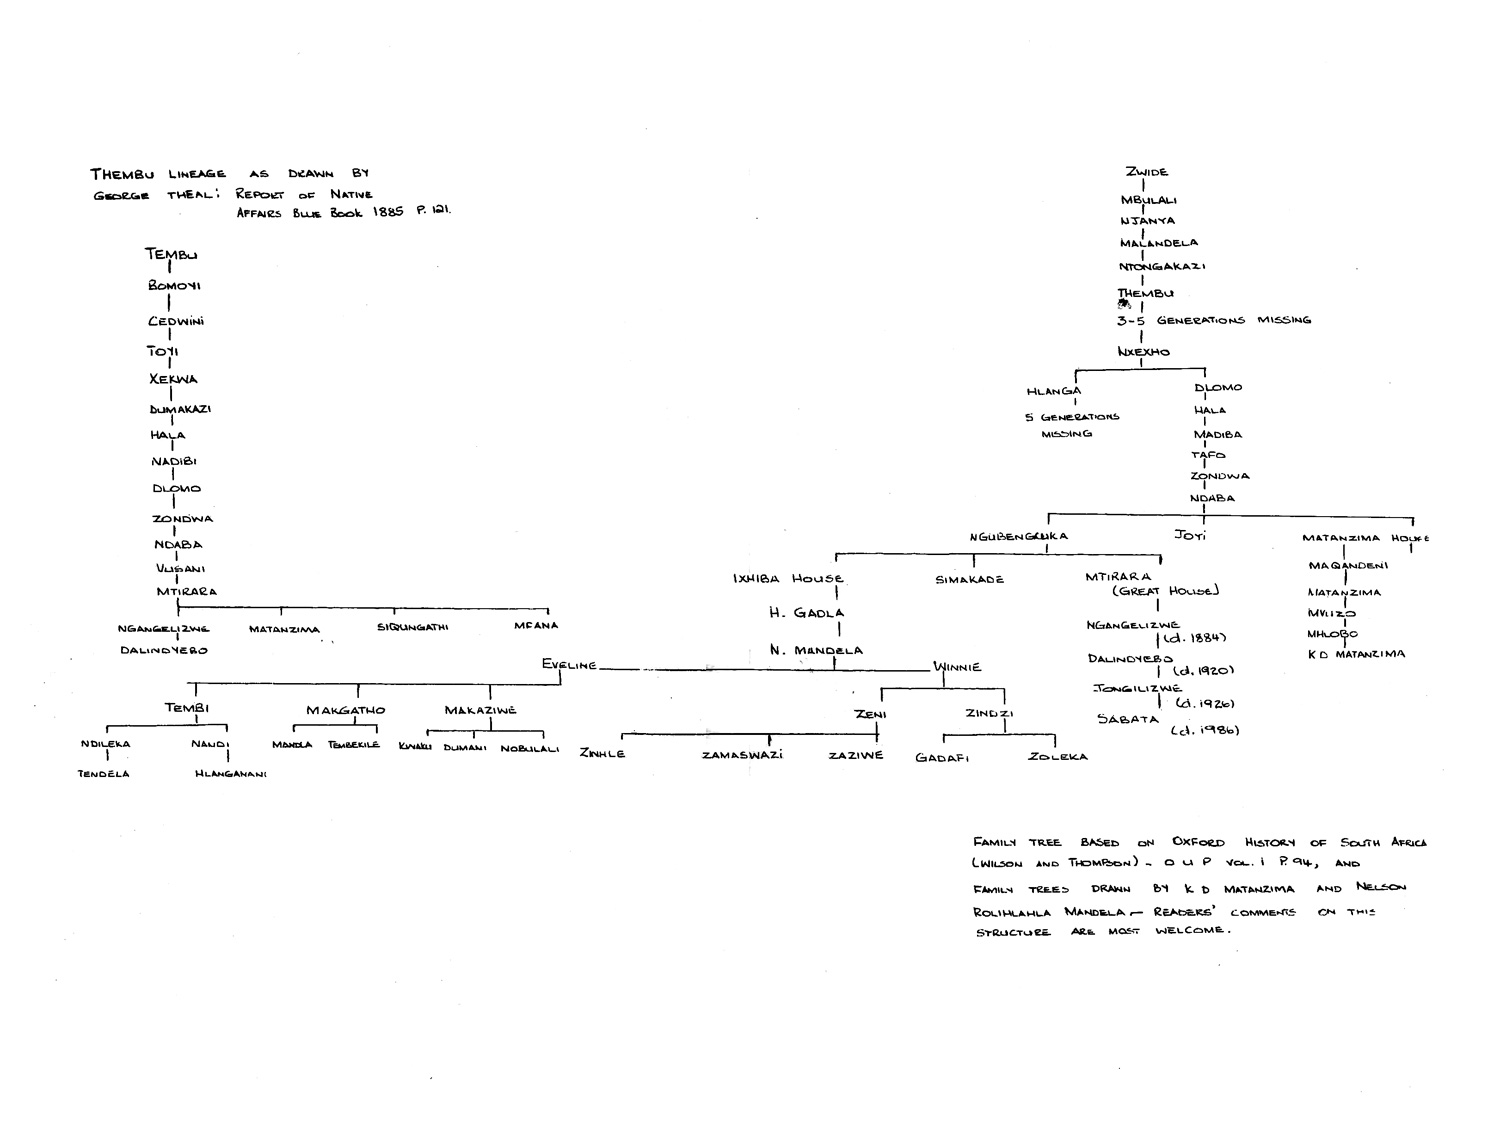 THEMBU LINEAGE AS DRAWN BY
GEORGE THEAL: REPORT OF NATIVE
AFFAIRS BLUE BOOK 1885 P. 121.
TEMBU
BOMOYI
CEDWINI
TOYI
XEKWA
DUMAKAZI
HALA
NADIBI
DLOMO
ZONDWA
NDABA
VUSANI
MTIRARA
NGANGELIZWE MATANZIMA SIQUNGATHI MFANA
DALINDYEBO
ZWIDE
MBULALI
NJANYA
MALANDELA
NTONGAKAZI
THEMBU
3-5 GENERATIONS MISSING
NXEXHO
HLANGA DLOMO
5 GENERATIONS
MISSING
HALA
MADIBA
TAFO
ZONDWA
NDABA
NGUBENGCUKA JOYI MATANZIMA HOUSE
IXHIBA HOUSE SIMAKADE MTIRARA
(GREAT HOUSE)
MAQANDENI
MATANZIMA
MVUZO
MHLOBO
K D MATANZIMA
H. GADLA
N. MANDELA
NGANGELIZWE
(d. 1884)
DALINDYEBO
(d. 1920)
JONGILIZWE
(d. 1926)
SABATA
(d. 1986)
EVELINE WINNIE
TEMBI MAKGATHO MAKAZIWE ZENI ZINDZI
NDILEKA NANDI MANDLA TEMBEKILE KWAKU DUMANI NOBULALI ZINHLE ZAMASWAZI ZAZIWE GADAFI ZOLEKA
TENDELA HLANGANANI
FAMILY TREE BASED ON OXFORD HISTORY OF SOUTH AFRICA
(WILSON AND THOMPSON) - O U P VOL. 1 P. 94, AND
FAMILY TREES DRAWN BY K D MATANZIMA AND NELSON
ROLIHLAHLA MANDELA - READERS' COMMENTS ON THIS
STRUCTURE ARE MOST WELCOME.